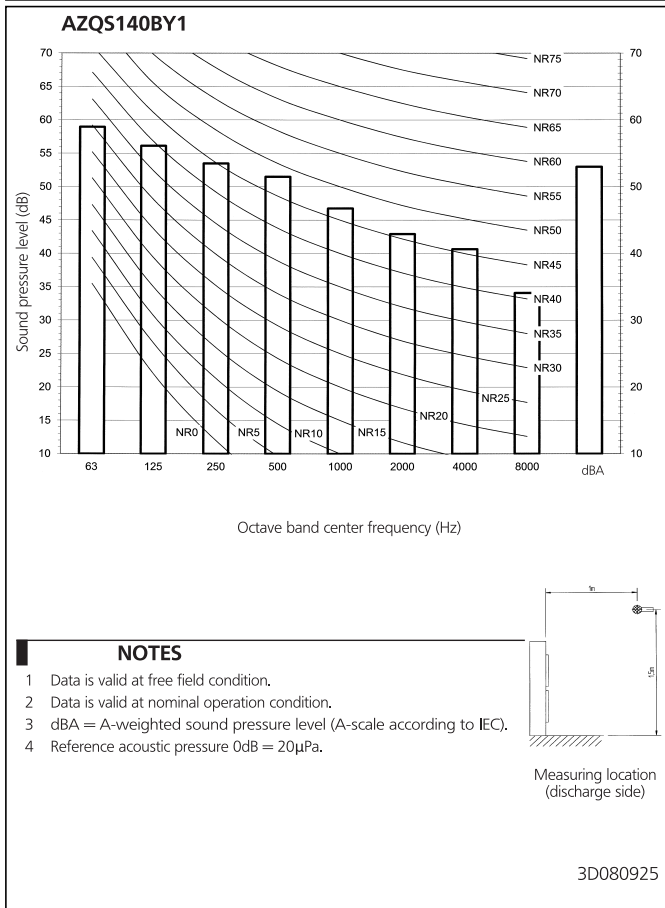 AZQS140BY1
Sound pressure level (dB)
70
65
60
55
50
45
40
35
30
25
20
15
10
NR75
NR70
NR65
NR60
NR55
NR50
NR45
NR40
NR35
NR30
NR25
NR20
NR15
NR10
NR5
NR0
70
60
50
40
30
20
10
63 125 250 500 1000 2000 4000 8000 dBA
Octave band center frequency (Hz)
NOTES
1 Data is valid at free field condition.
2 Data is valid at nominal operation condition.
3 dBA = A-weighted sound pressure level (A-scale according to IEC).
4 Reference acoustic pressure 0dB = 20µPa.
1m
1.5m
Measuring location
(discharge side)
3D080925